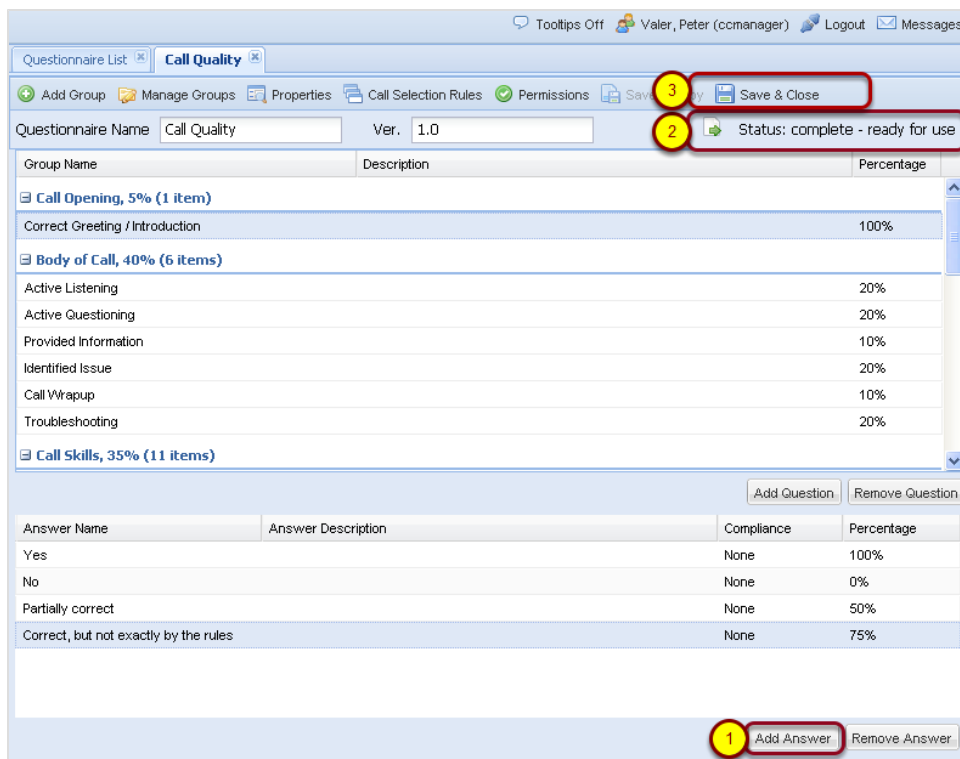 Tooltips Off Valer, Peter (ccmanager) Logout Messages
Questionnaire List Call Quality
Add Group Manage Groups Properties Call Selection Rules Permissions 3 Save & Close
Questionnaire Name Call Quality Ver. 1.0 2 Status: complete - ready for use
Group Name Description Percentage
Call Opening, 5% (1 item)
Correct Greeting / Introduction 100%
Body of Call, 40% (6 items)
Active Listening 20%
Active Questioning 20%
Provided Information 10%
Identified Issue 20%
Call Wrapup 10%
Troubleshooting 20%
Call Skills, 35% (11 items)
Add Question Remove Question
Answer Name Answer Description Compliance Percentage
Yes None 100%
No None 0%
Partially correct None 50%
Correct, but not exactly by the rules None 75%
1 Add Answer Remove Answer